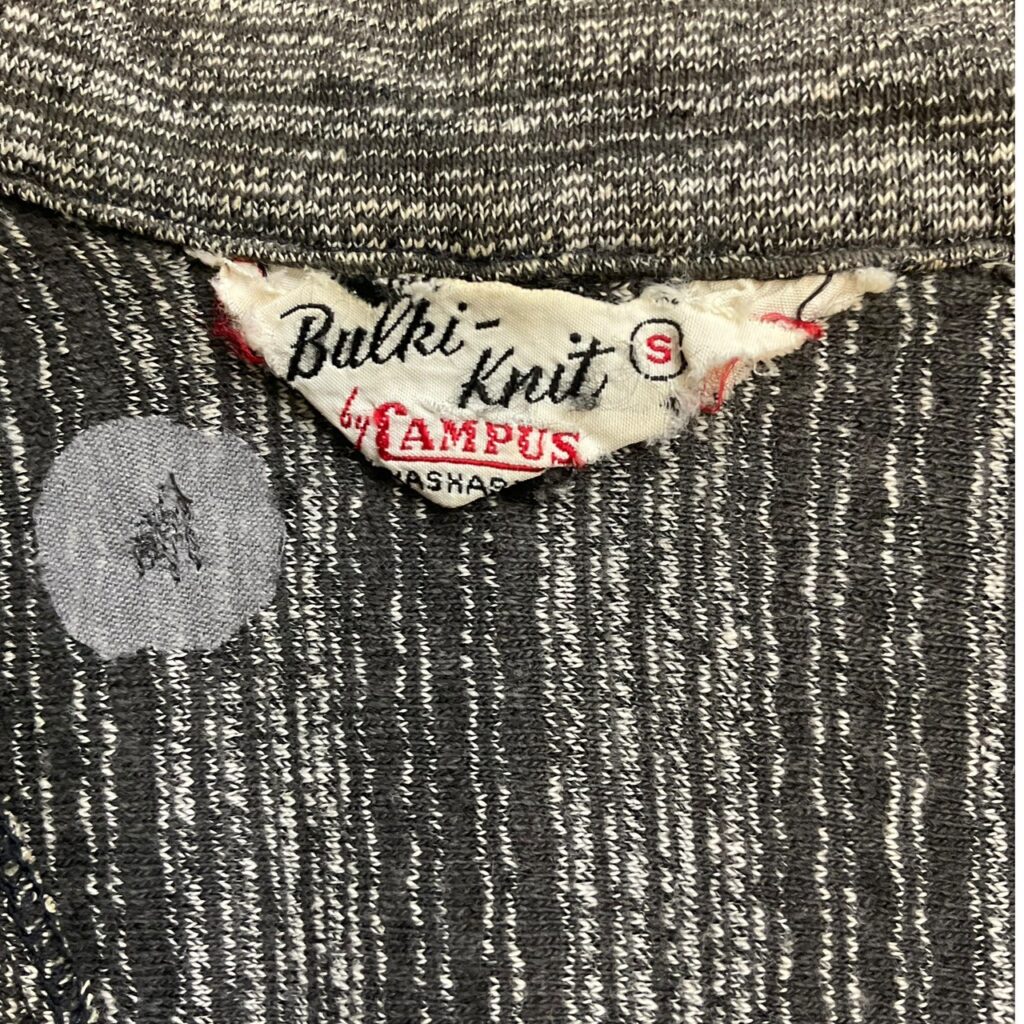 Bulki-
Knit
S
by CAMPUS